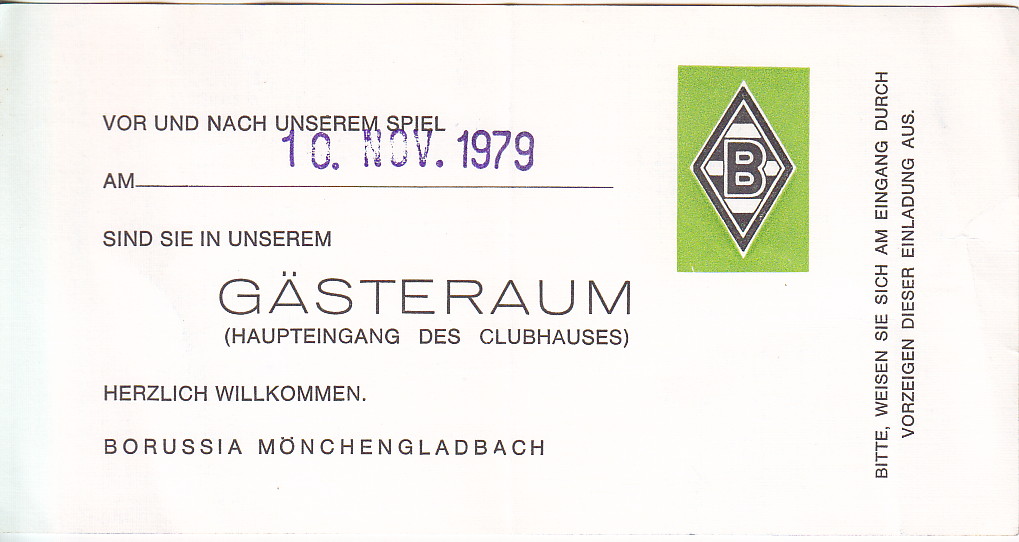 VOR UND NACH UNSEREM SPIEL
10. NOV. 1979
AM
SIND SIE IN UNSEREM
GÄSTERAUM
(HAUPTEINGANG DES CLUBHAUSES)
HERZLICH WILLKOMMEN.
BORUSSIA MÖNCHENGLADBACH
B
BITTE, WEISEN SIE SICH AM EINGANG DURCH
VORZEIGEN DIESER EINLADUNG AUS.